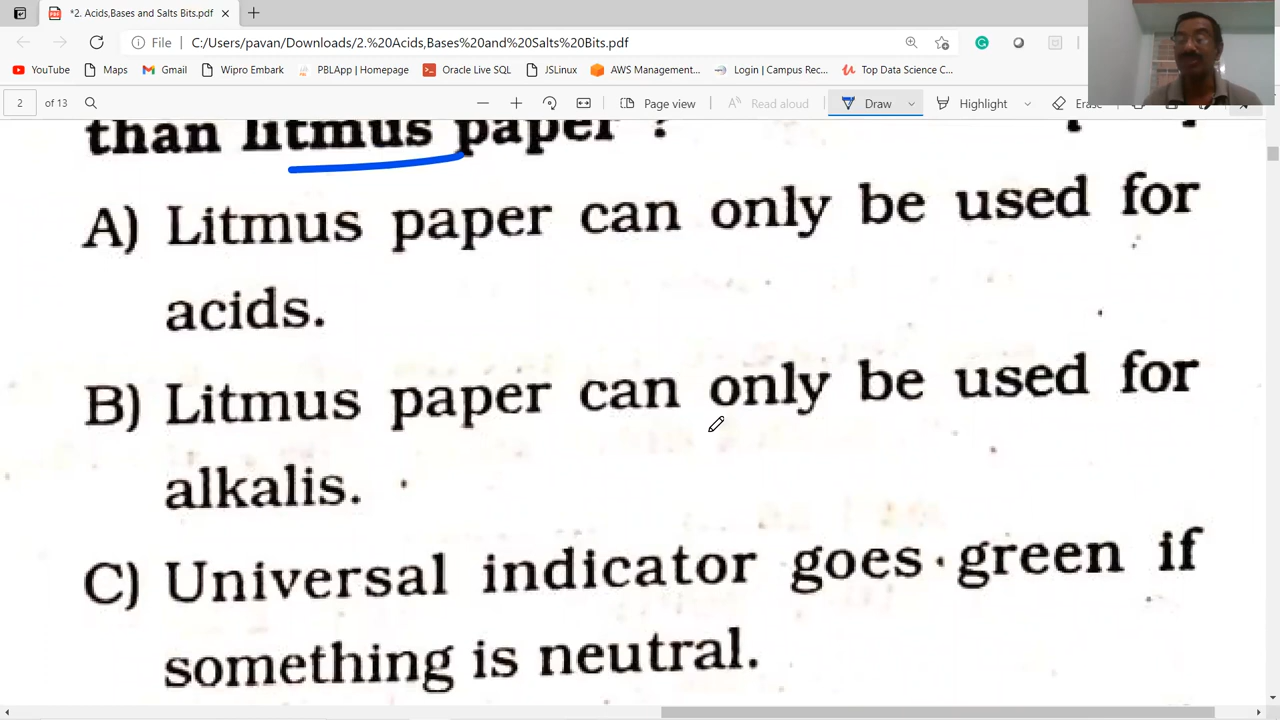 *2. Acids,Bases and Salts Bits.pdf
File C:/Users/pavan/Downloads/2.%20Acids,Bases%20and%20Salts%20Bits.pdf
YouTube Maps Gmail Wipro Embark PBLApp | Homepage Oracle Live SQL JSLinux AWS Management... Login | Campus Rec... Top Data Science C...
2 of 13 Page view Read aloud Draw Highlight Erase
than litmus paper ?
A) Litmus paper can only be used for
acids.
B) Litmus paper can only be used for
alkalis.
C) Universal indicator goes green if
something is neutral.